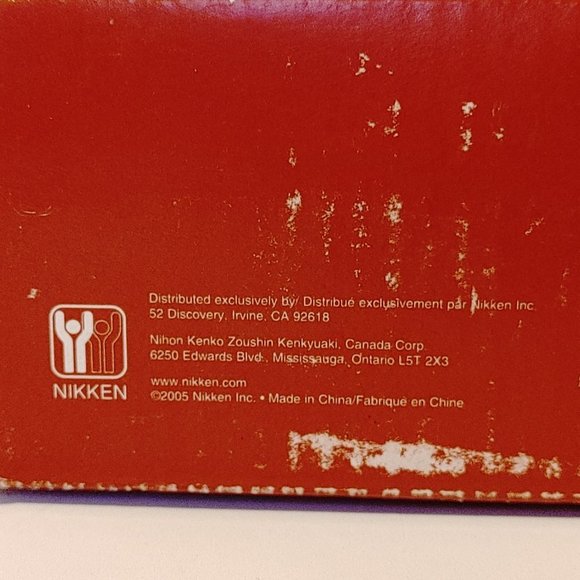 Distributed exclusively by/ Distribué exclusivement par Nikken Inc.
52 Discovery, Irvine, CA 92618
Nihon Kenko Zoushin Kenkyuaki, Canada Corp.
6250 Edwards Blvd., Mississauga, Ontario L5T 2X3
www.nikken.com
©2005 Nikken Inc. • Made in China/Fabriqué en Chine
NIKKEN